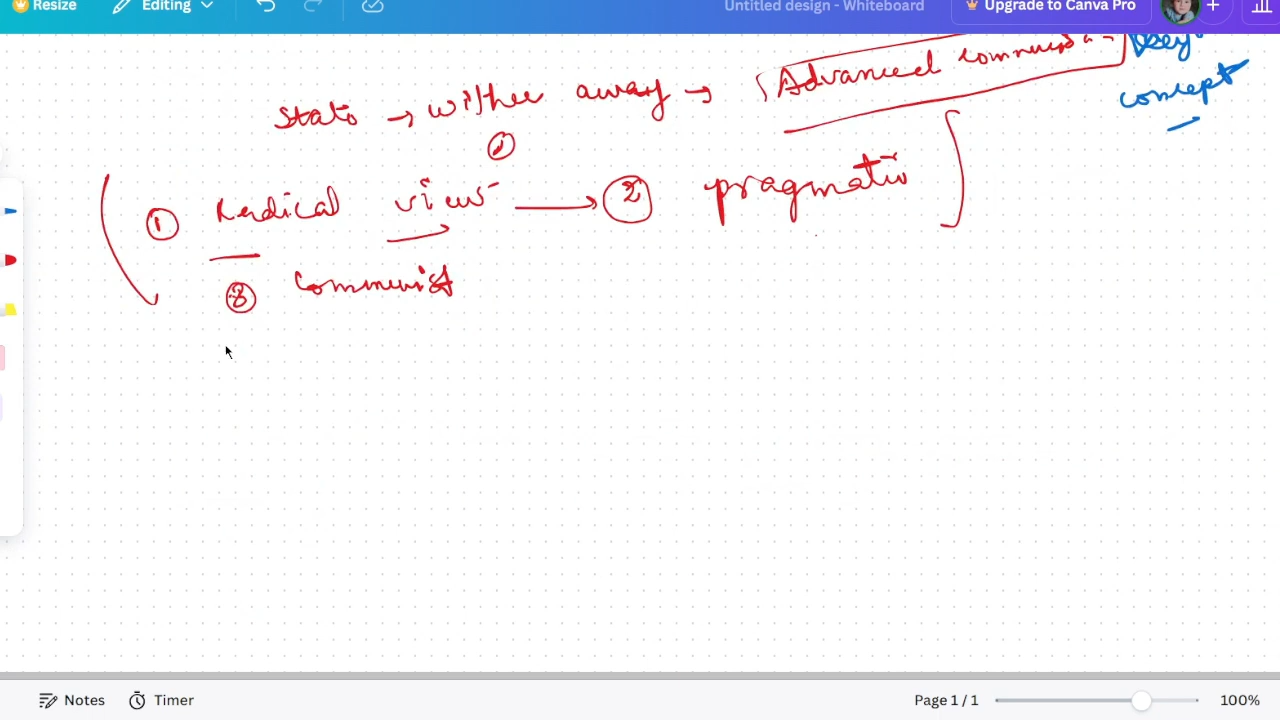 Resize Editing Untitled design - Whiteboard Upgrade to Canva Pro
State → wither away → Advanced communism
key
concept
①
① Radical view → ② pragmatic
③ Communist
Notes Timer Page 1 / 1 100%